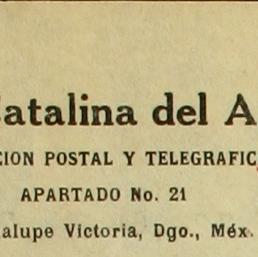 Catalina del A
CION POSTAL Y TELEGRAFIC
APARTADO No. 21
alupe Victoria, Dgo., Méx.